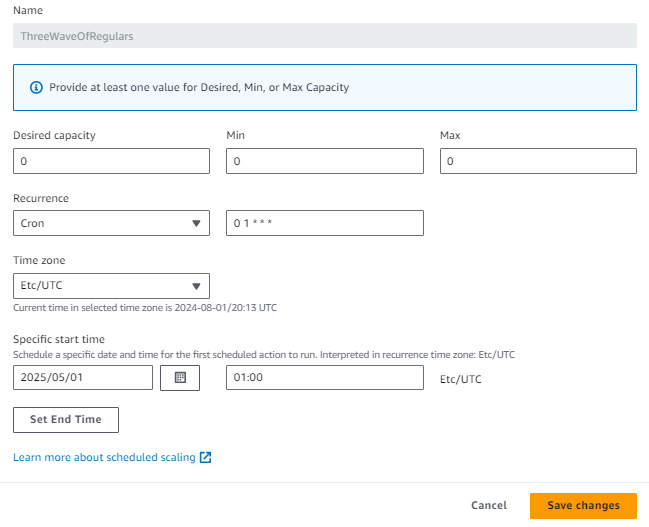 Name
ThreeWaveOfRegulars
Provide at least one value for Desired, Min, or Max Capacity
Desired capacity Min Max
0 0 0
Recurrence
Cron 0 1 * * *
Time zone
Etc/UTC
Current time in selected time zone is 2024-08-01/20:13 UTC
Specific start time
Schedule a specific date and time for the first scheduled action to run. Interpreted in recurrence time zone: Etc/UTC
2025/05/01 01:00 Etc/UTC
Set End Time
Learn more about scheduled scaling
Cancel Save changes